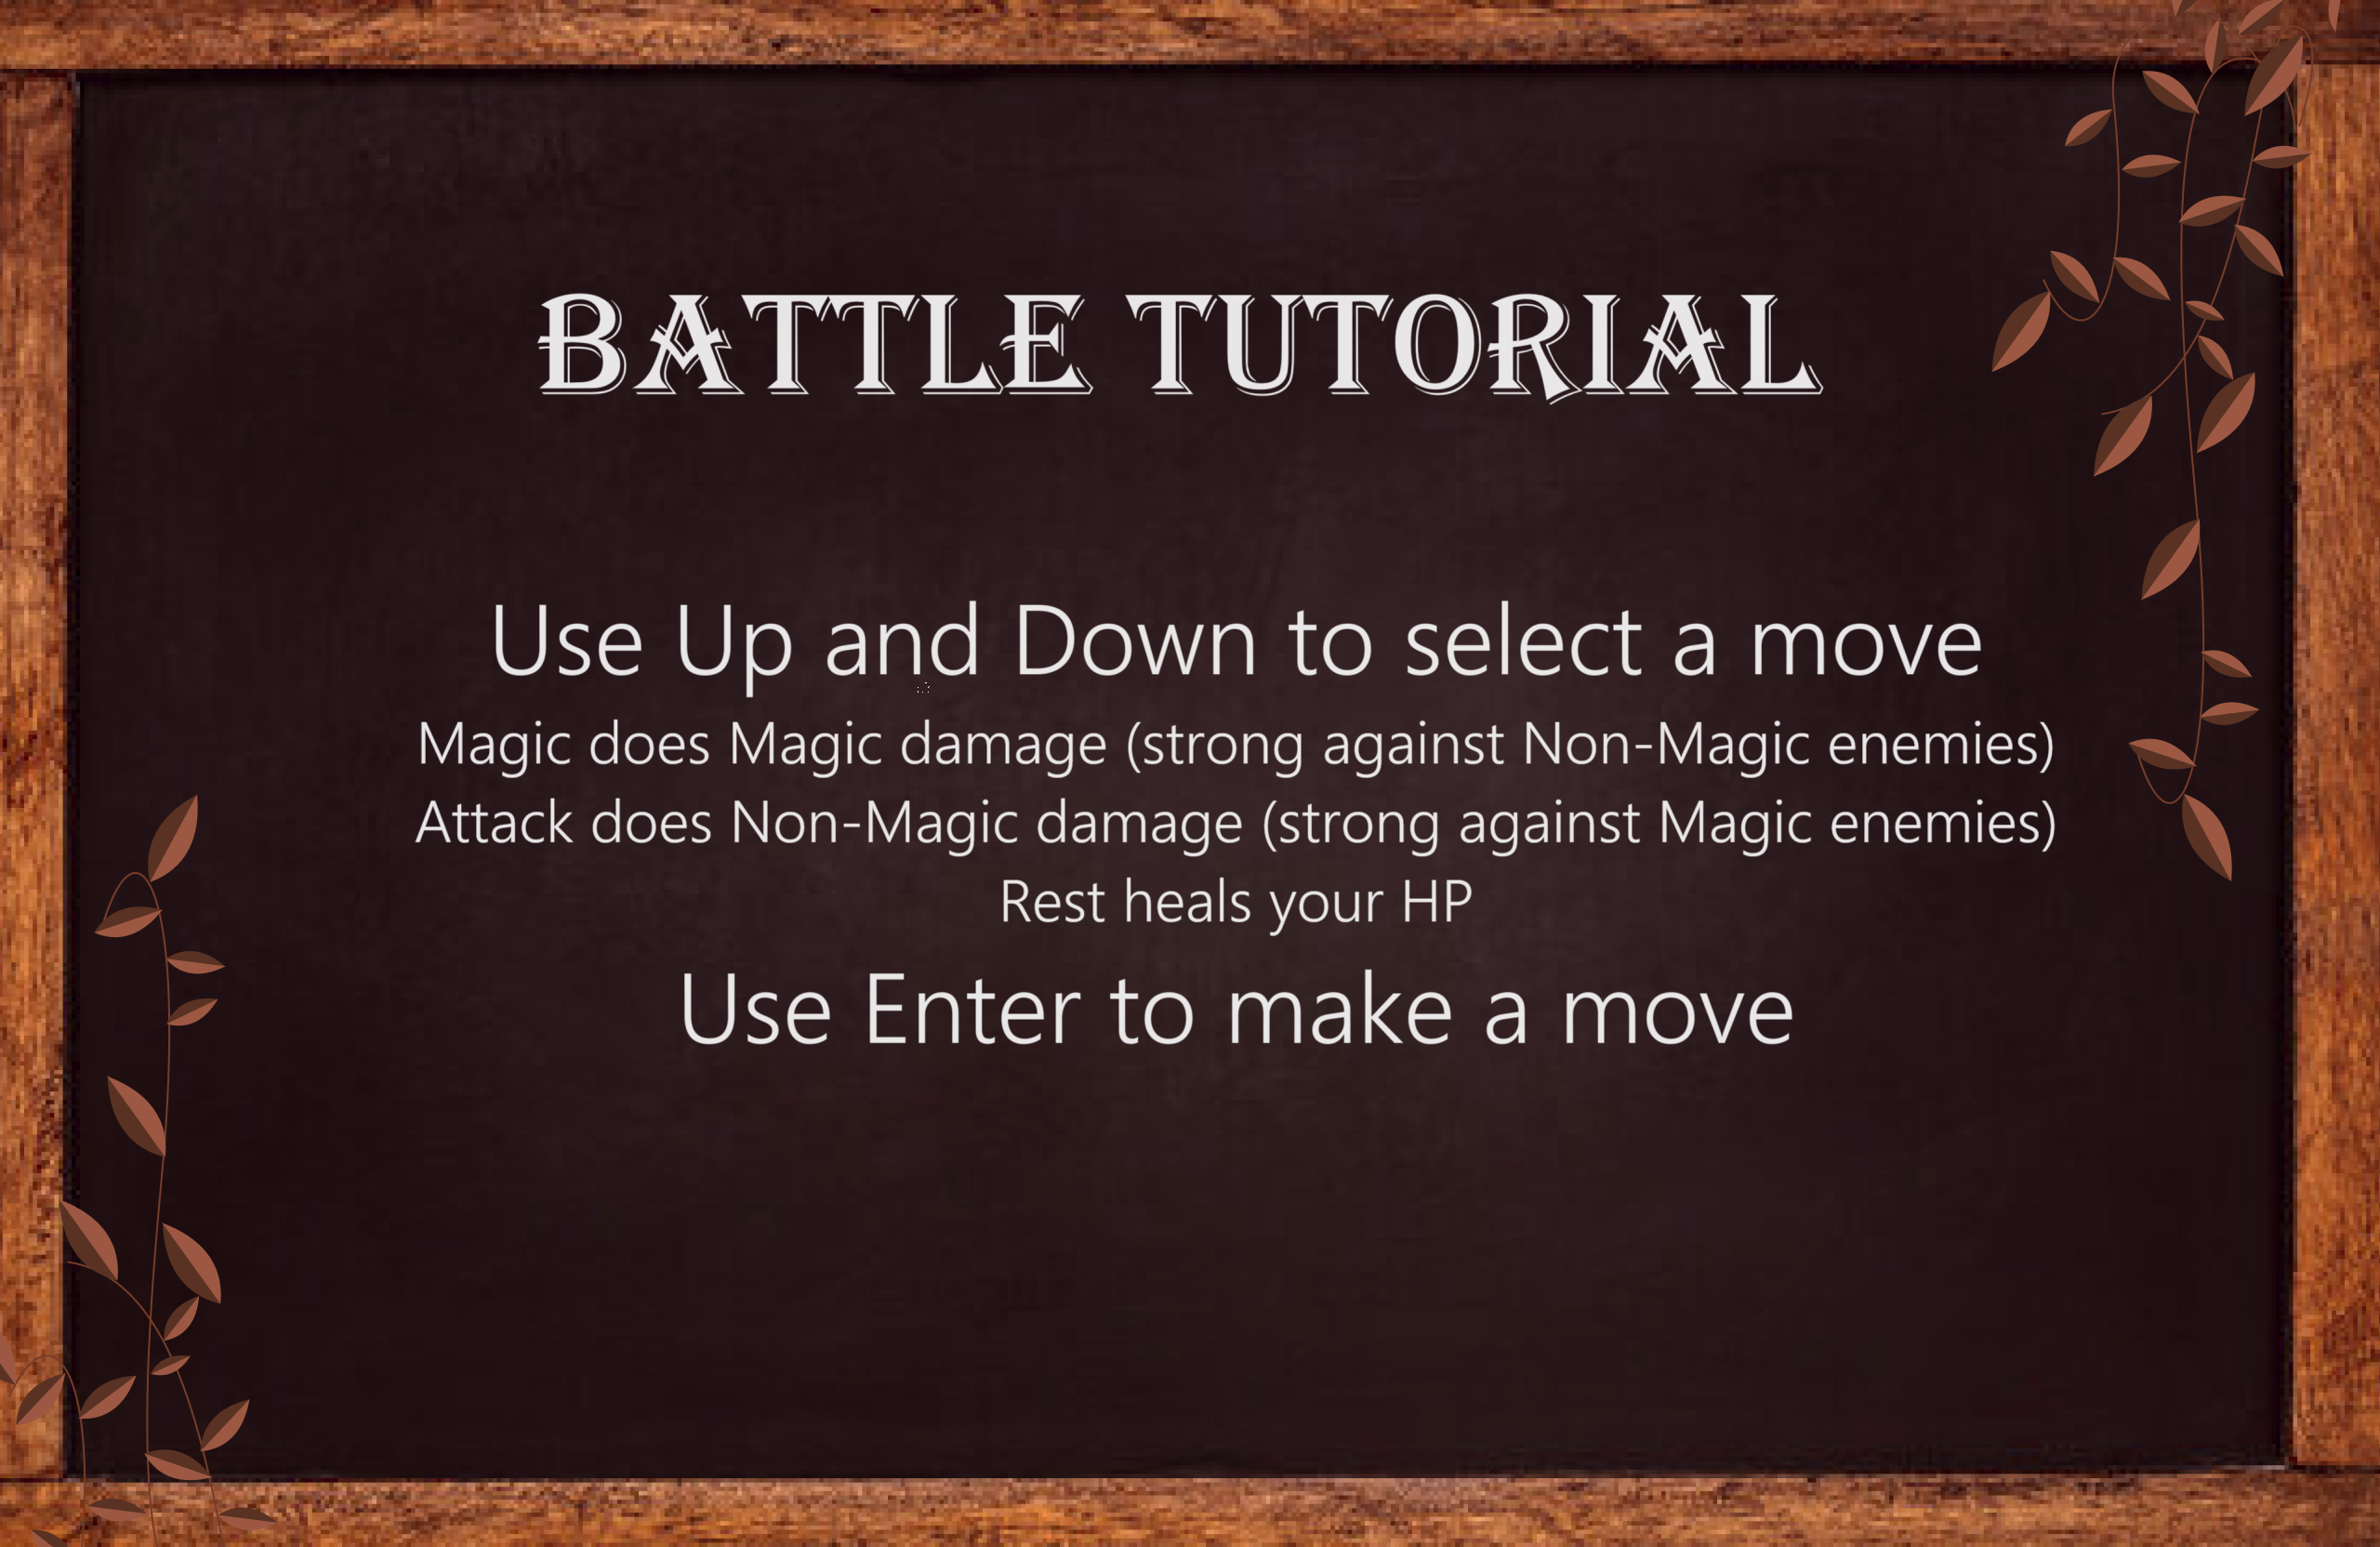 BATTLE TUTORIAL
Use Up and Down to select a move
Magic does Magic damage (strong against Non-Magic enemies)
Attack does Non-Magic damage (strong against Magic enemies)
Rest heals your HP
Use Enter to make a move